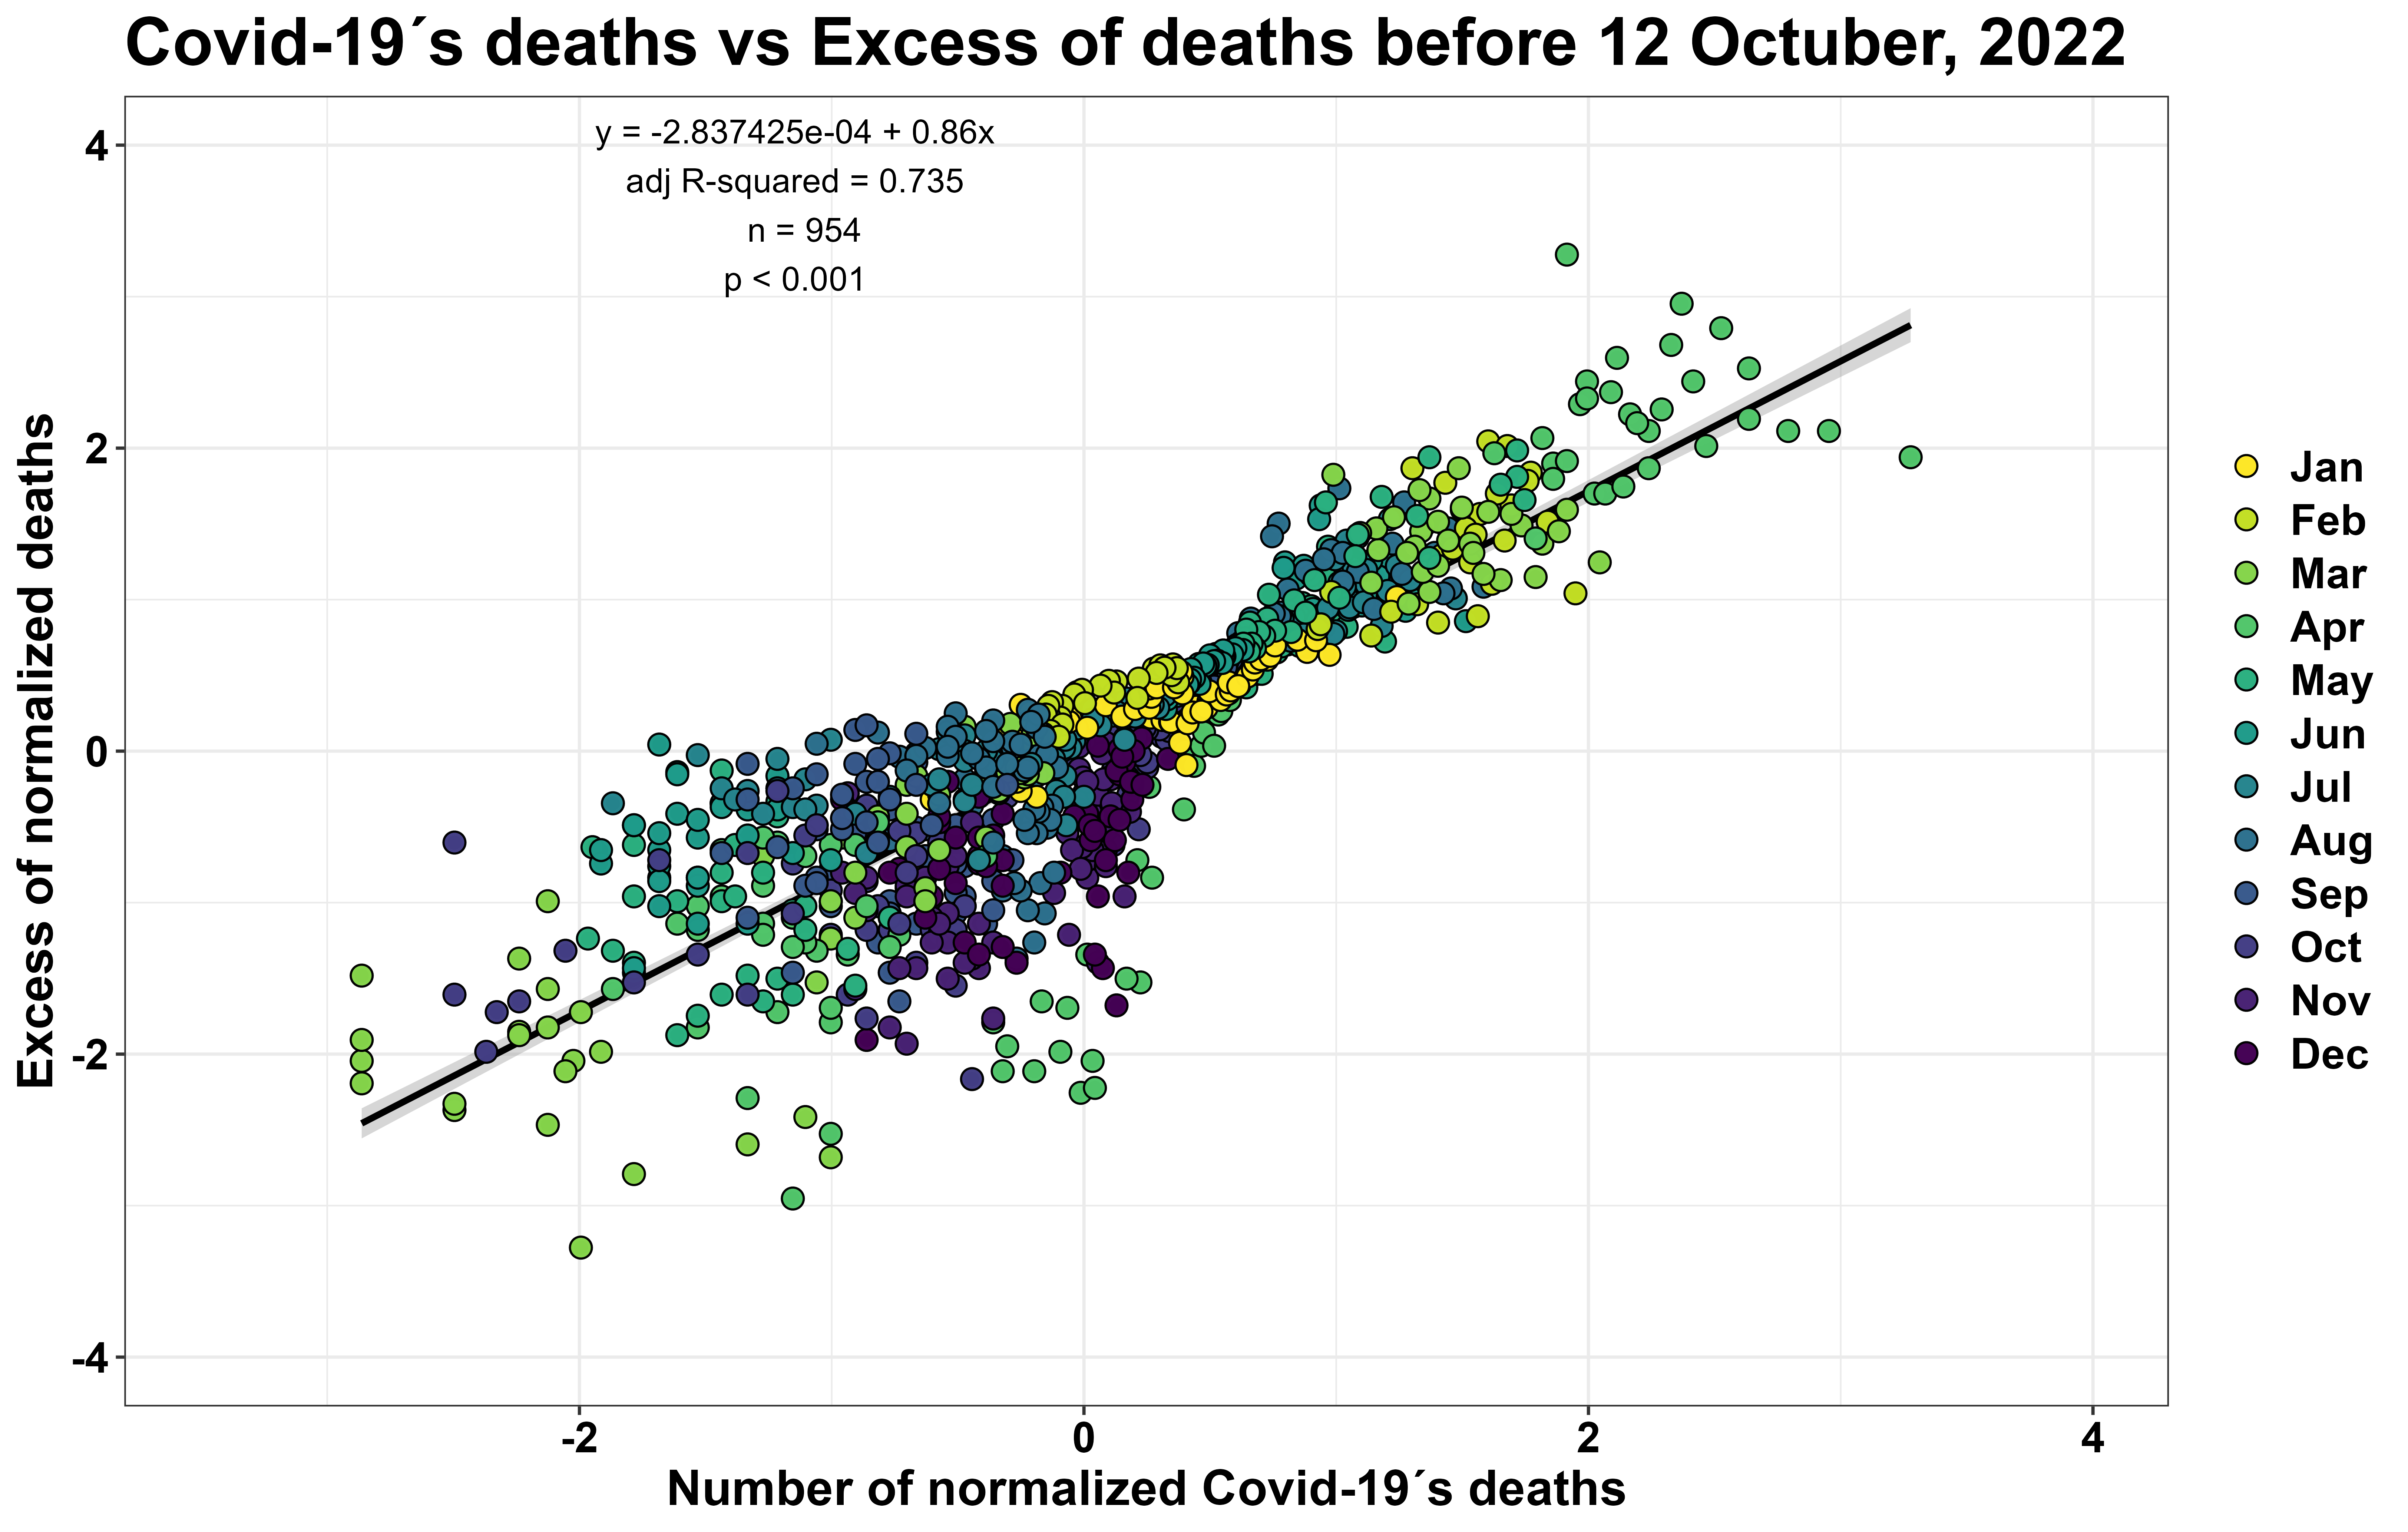 Covid-19´s deaths vs Excess of deaths before 12 Octuber, 2022
y = -2.837425e-04 + 0.86x
adj R-squared = 0.735
n = 954
p < 0.001
4
2
0
-2
-4
Excess of normalized deaths
-2
0
2
4
Number of normalized Covid-19´s deaths
Jan
Feb
Mar
Apr
May
Jun
Jul
Aug
Sep
Oct
Nov
Dec